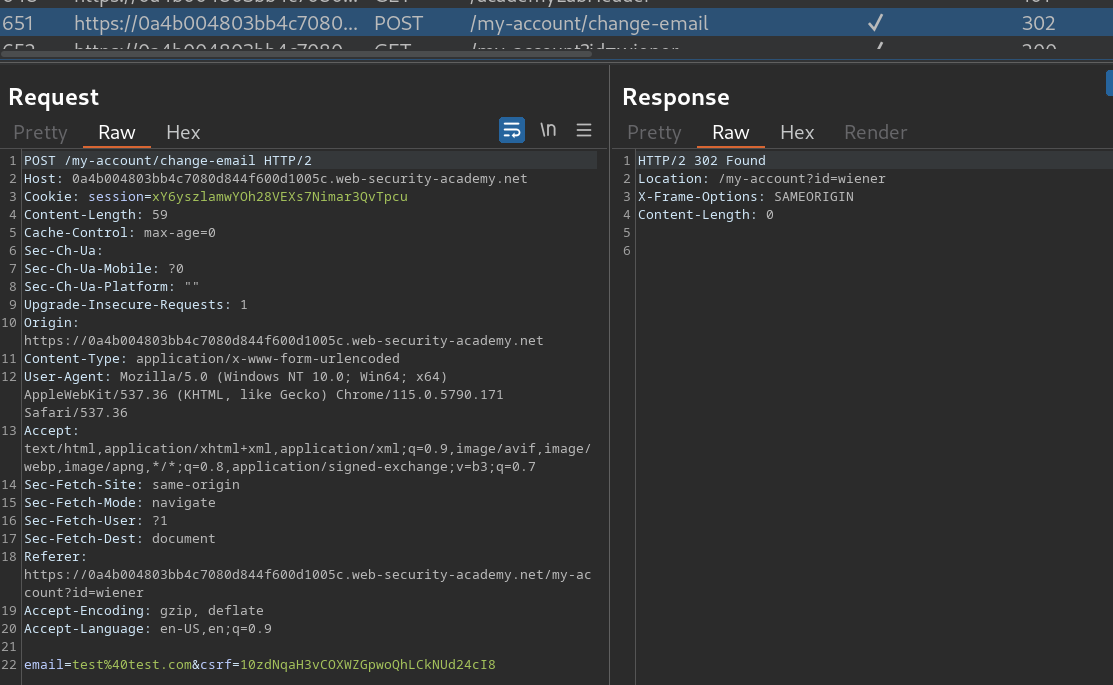 651 https://0a4b004803bb4c7080... POST /my-account/change-email ✓ 302
Request
Pretty Raw Hex \n
1 POST /my-account/change-email HTTP/2
2 Host: 0a4b004803bb4c7080d844f600d1005c.web-security-academy.net
3 Cookie: session=xY6yszlamwYOh28VEXs7Nimar3QvTpcu
4 Content-Length: 59
5 Cache-Control: max-age=0
6 Sec-Ch-Ua:
7 Sec-Ch-Ua-Mobile: ?0
8 Sec-Ch-Ua-Platform: ""
9 Upgrade-Insecure-Requests: 1
10 Origin:
https://0a4b004803bb4c7080d844f600d1005c.web-security-academy.net
11 Content-Type: application/x-www-form-urlencoded
12 User-Agent: Mozilla/5.0 (Windows NT 10.0; Win64; x64)
AppleWebKit/537.36 (KHTML, like Gecko) Chrome/115.0.5790.171
Safari/537.36
13 Accept:
text/html,application/xhtml+xml,application/xml;q=0.9,image/avif,image/
webp,image/apng,*/*;q=0.8,application/signed-exchange;v=b3;q=0.7
14 Sec-Fetch-Site: same-origin
15 Sec-Fetch-Mode: navigate
16 Sec-Fetch-User: ?1
17 Sec-Fetch-Dest: document
18 Referer:
https://0a4b004803bb4c7080d844f600d1005c.web-security-academy.net/my-ac
count?id=wiener
19 Accept-Encoding: gzip, deflate
20 Accept-Language: en-US,en;q=0.9
21
22 email=test%40test.com&csrf=10zdNqaH3vCOXWZGpwoQhLCkNUd24cI8
Response
Pretty Raw Hex Render
1 HTTP/2 302 Found
2 Location: /my-account?id=wiener
3 X-Frame-Options: SAMEORIGIN
4 Content-Length: 0
5
6